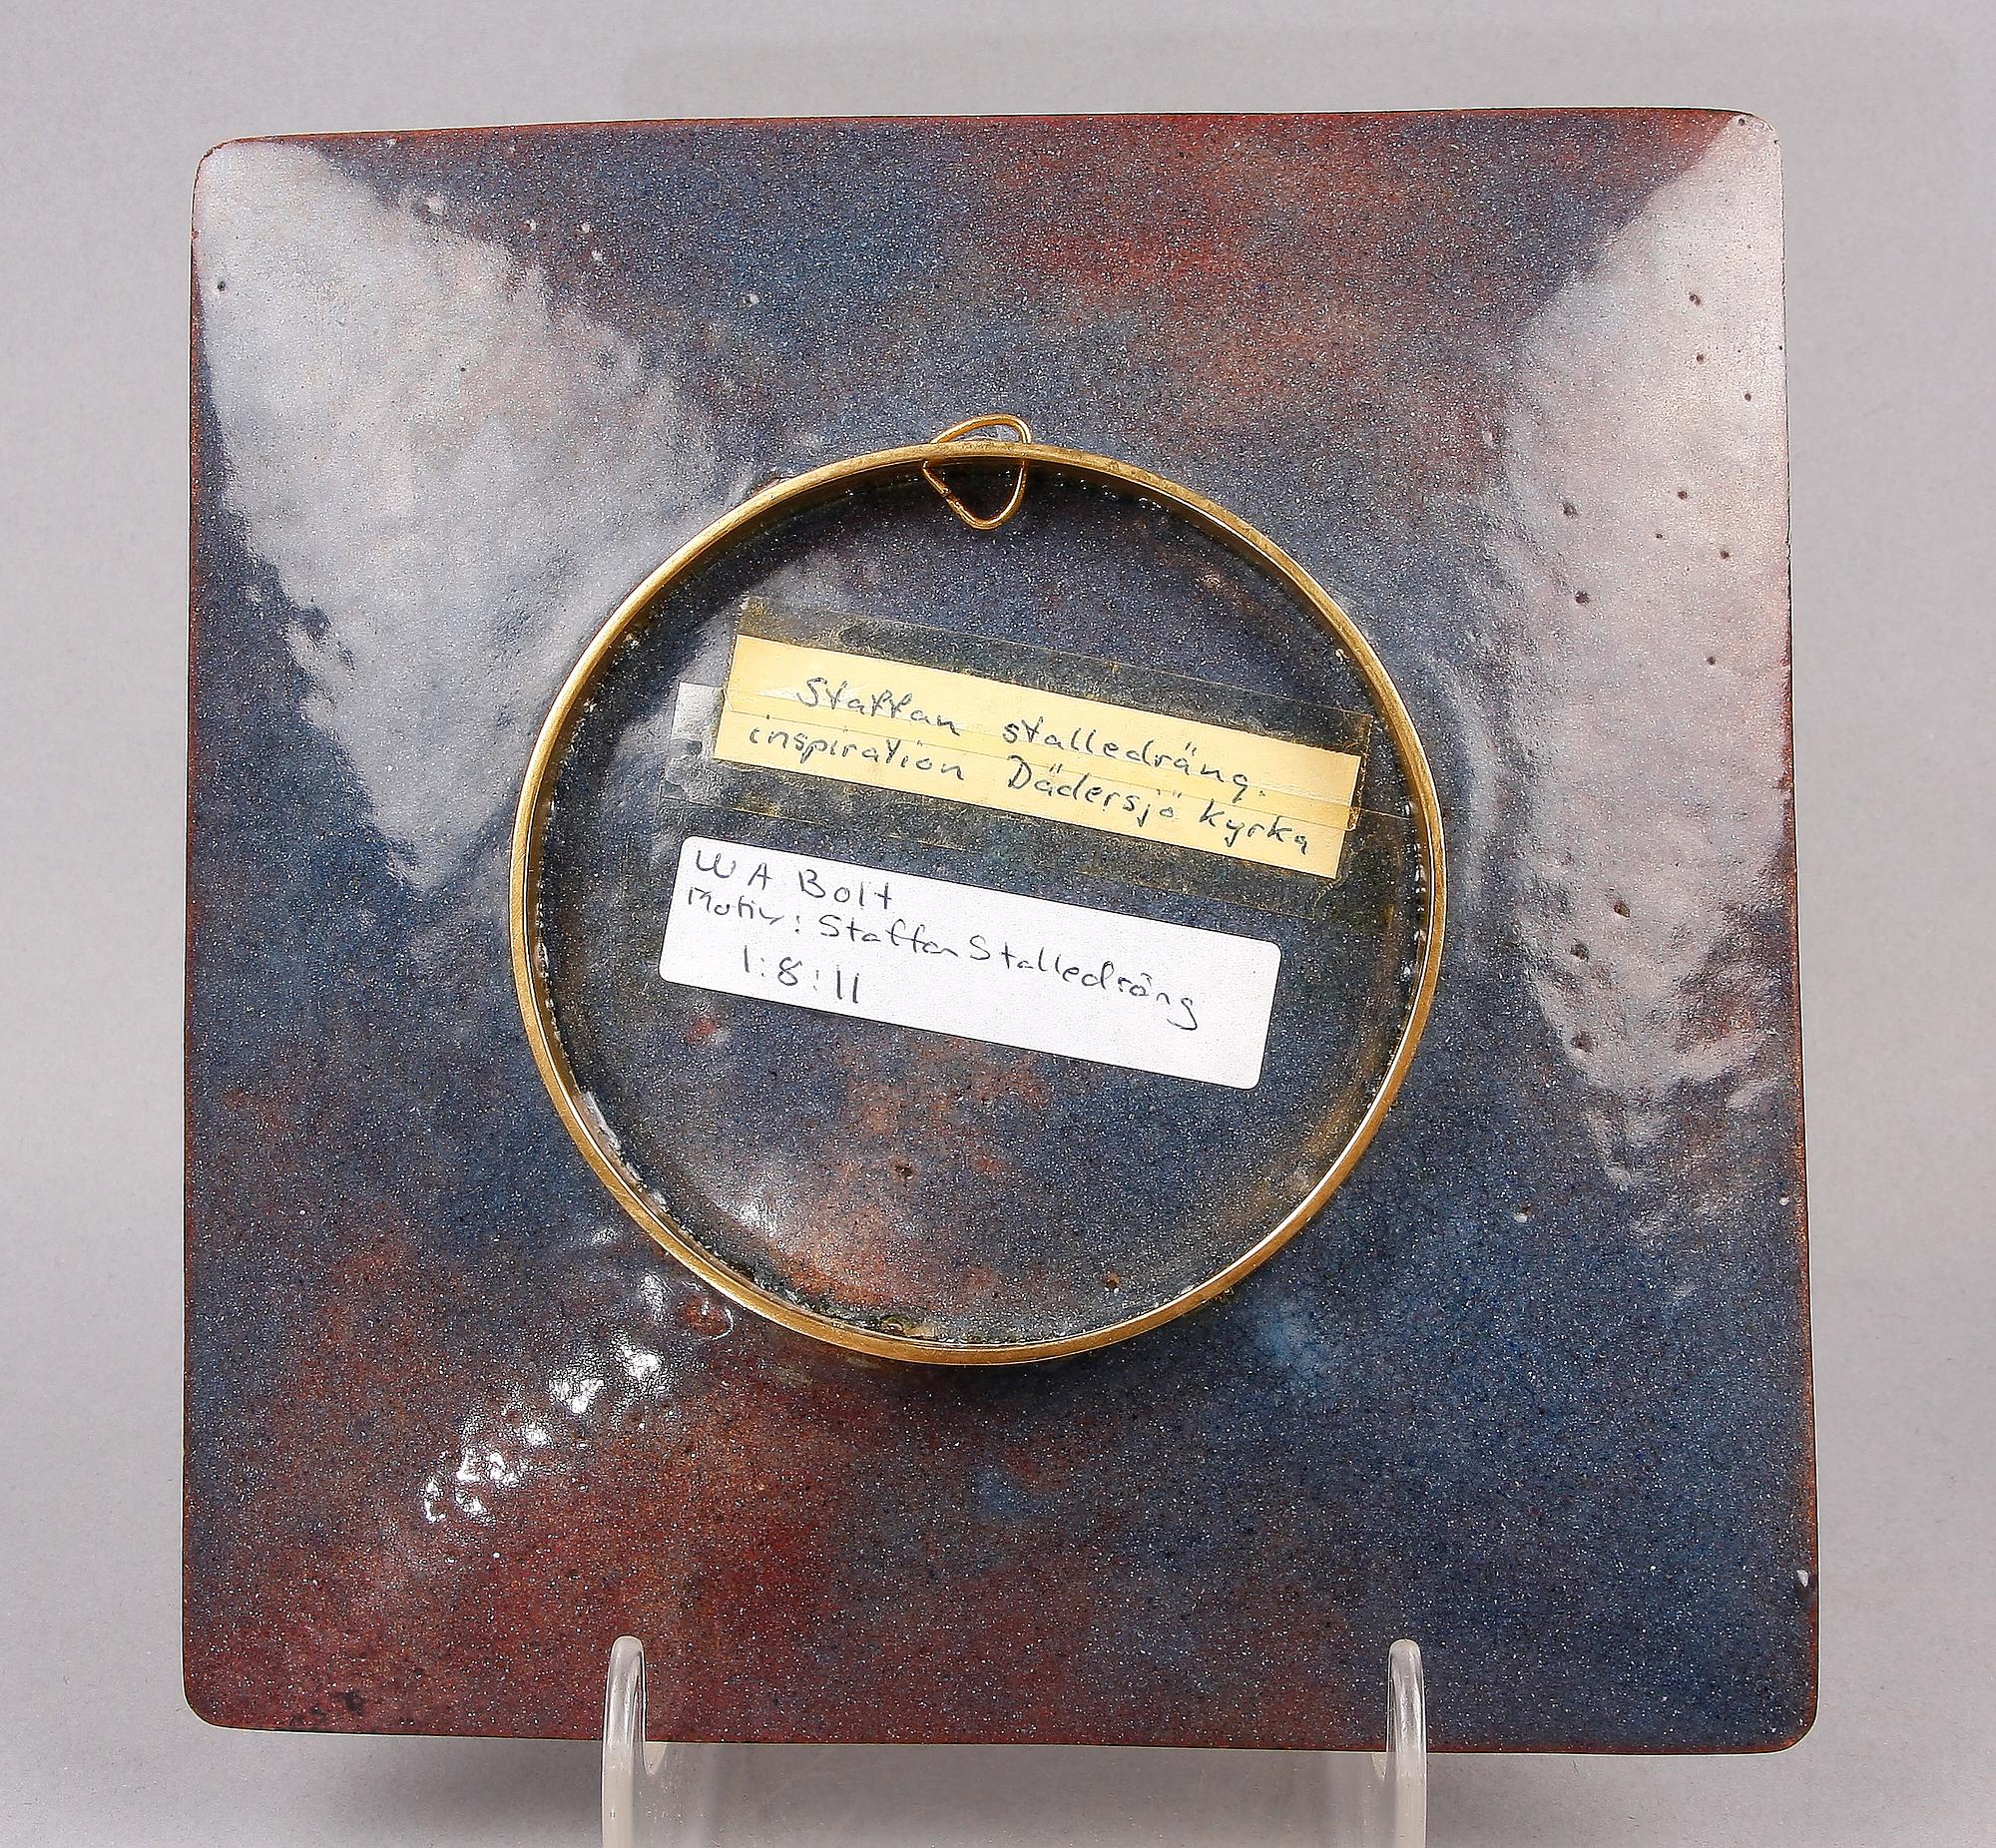 Staffan stalledräng.
inspiration Dädersjö kyrka
W A Bolt
Motiv: Staffan Stalledräng
1:8:11